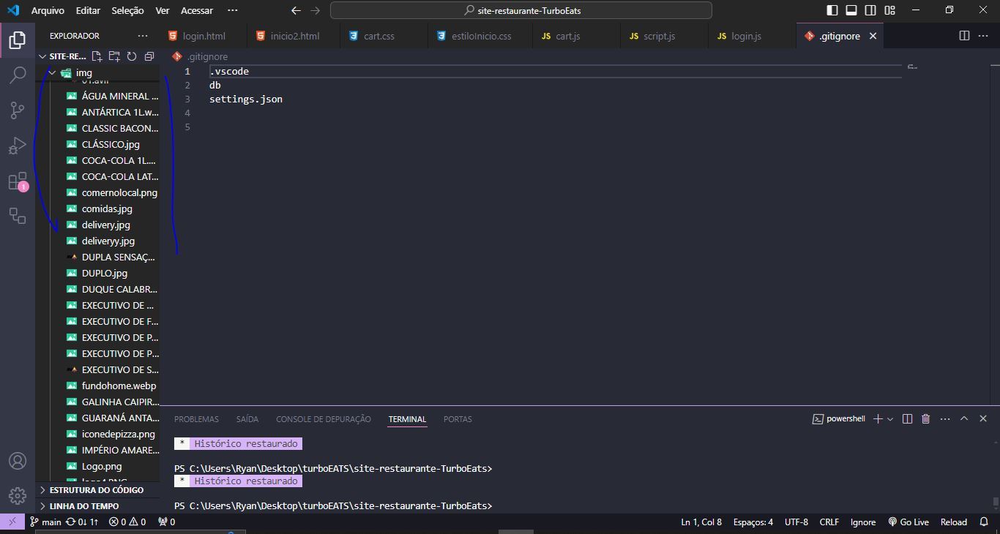 Arquivo Editar Seleção Ver Acessar ···
site-restaurante-TurboEats
EXPLORADOR ···
login.html
inicio2.html
cart.css
estiloInicio.css
JS cart.js
JS script.js
JS login.js
.gitignore
SITE-RE...
.gitignore
img
ÁGUA MINERAL ...
ANTÁRTICA 1L.w...
CLASSIC BACON...
CLÁSSICO.jpg
COCA-COLA 1L....
COCA-COLA LAT...
comernolocal.png
comidas.jpg
delivery.jpg
deliveryy.jpg
DUPLA SENSAÇ...
DUPLO.jpg
DUQUE CALABR...
EXECUTIVO DE ...
EXECUTIVO DE F...
EXECUTIVO DE P...
EXECUTIVO DE P...
EXECUTIVO DE S...
fundohome.webp
GALINHA CAIPIR...
GUARANÁ ANTA...
iconedepizza.png
IMPÉRIO AMARE...
Logo.png
ESTRUTURA DO CÓDIGO
LINHA DO TEMPO
1 .vscode
2 db
3 settings.json
4
5
1
PROBLEMAS SAÍDA CONSOLE DE DEPURAÇÃO TERMINAL PORTAS
powershell
* Histórico restaurado
PS C:\Users\Ryan\Desktop\turboEATS\site-restaurante-TurboEats>
* Histórico restaurado
PS C:\Users\Ryan\Desktop\turboEATS\site-restaurante-TurboEats>
main 0↓ 1↑ 0 0 0
Ln 1, Col 8 Espaços: 4 UTF-8 CRLF Ignore Go Live Reload